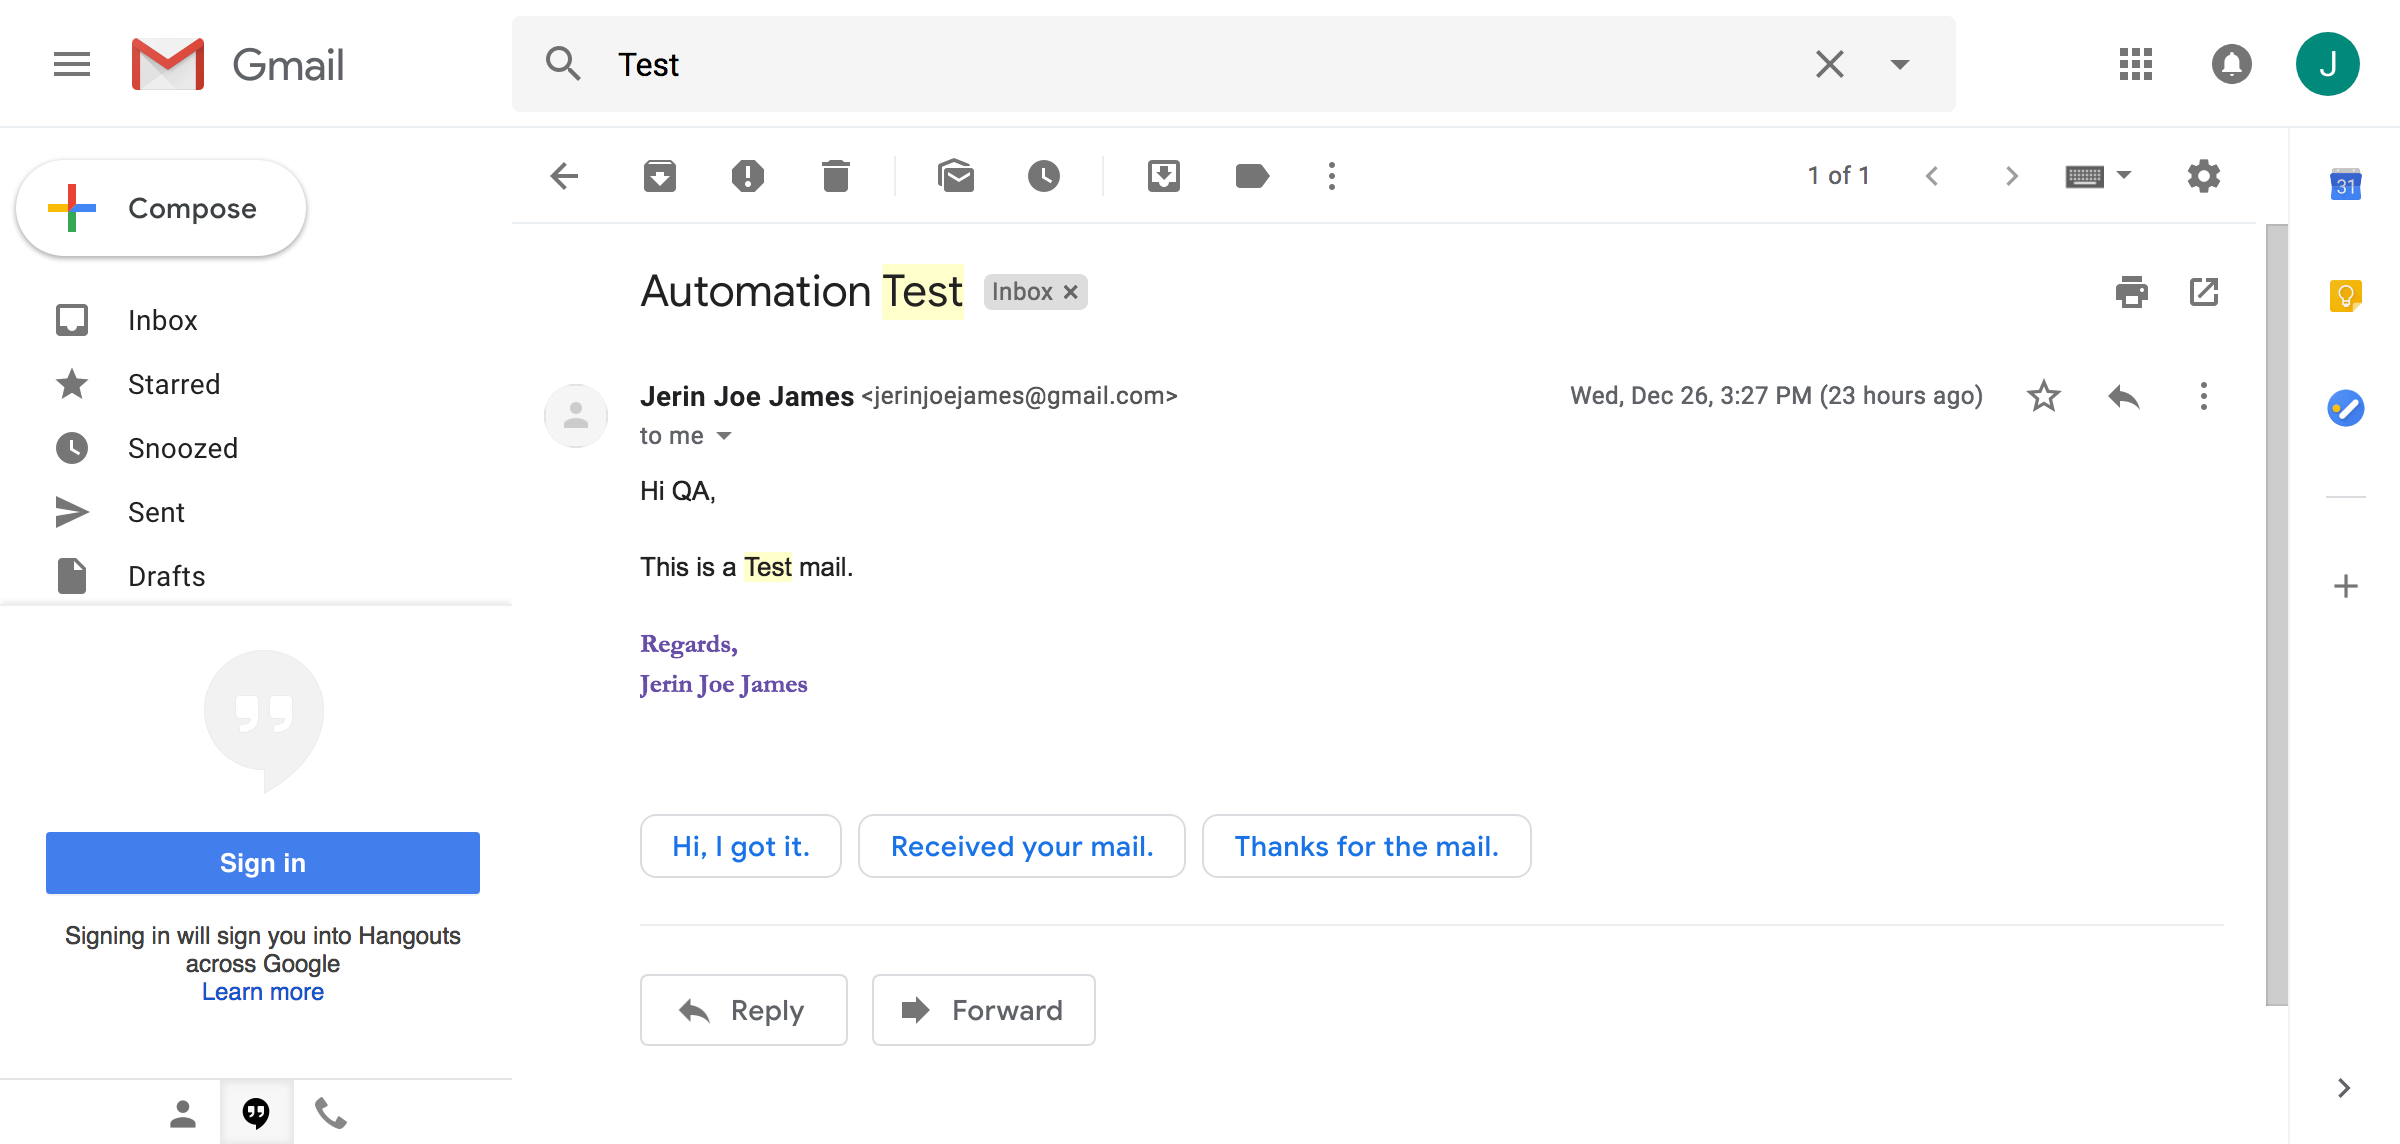 Gmail
Test
J
Compose
1 of 1
31
Inbox
Starred
Snoozed
Sent
Drafts
Automation Test Inbox ×
Jerin Joe James <jerinjoejames@gmail.com> Wed, Dec 26, 3:27 PM (23 hours ago)
to me
Hi QA,
This is a Test mail.
Regards,
Jerin Joe James
Hi, I got it. Received your mail. Thanks for the mail.
Reply Forward
Sign in
Signing in will sign you into Hangouts
across Google
Learn more